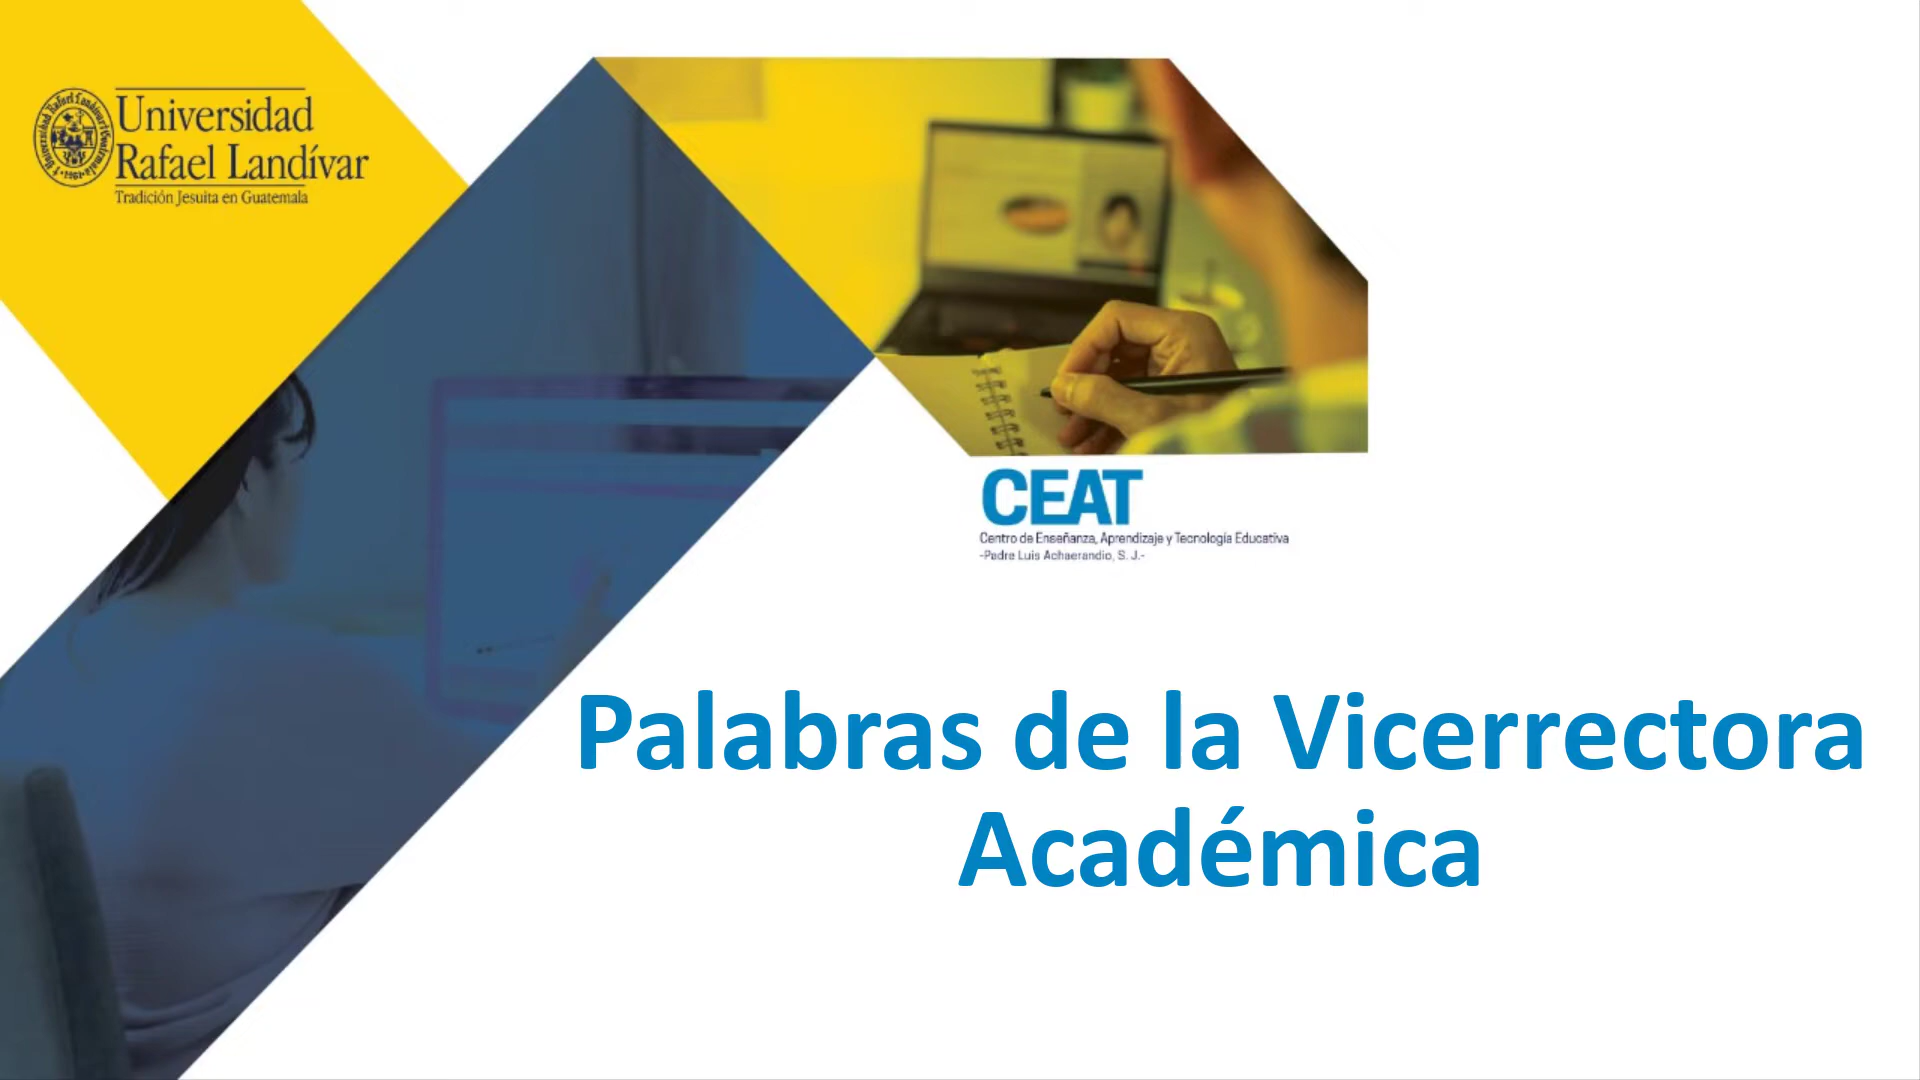 Universidad
Rafael Landívar
Tradición Jesuita en Guatemala
CEAT
Centro de Enseñanza, Aprendizaje y Tecnología Educativa
-Padre Luis Achaerandio, S. J.-
Palabras de la Vicerrectora
Académica